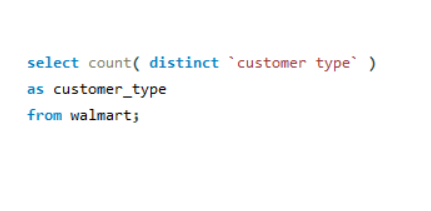 select count( distinct `customer type` )
as customer_type
from walmart;